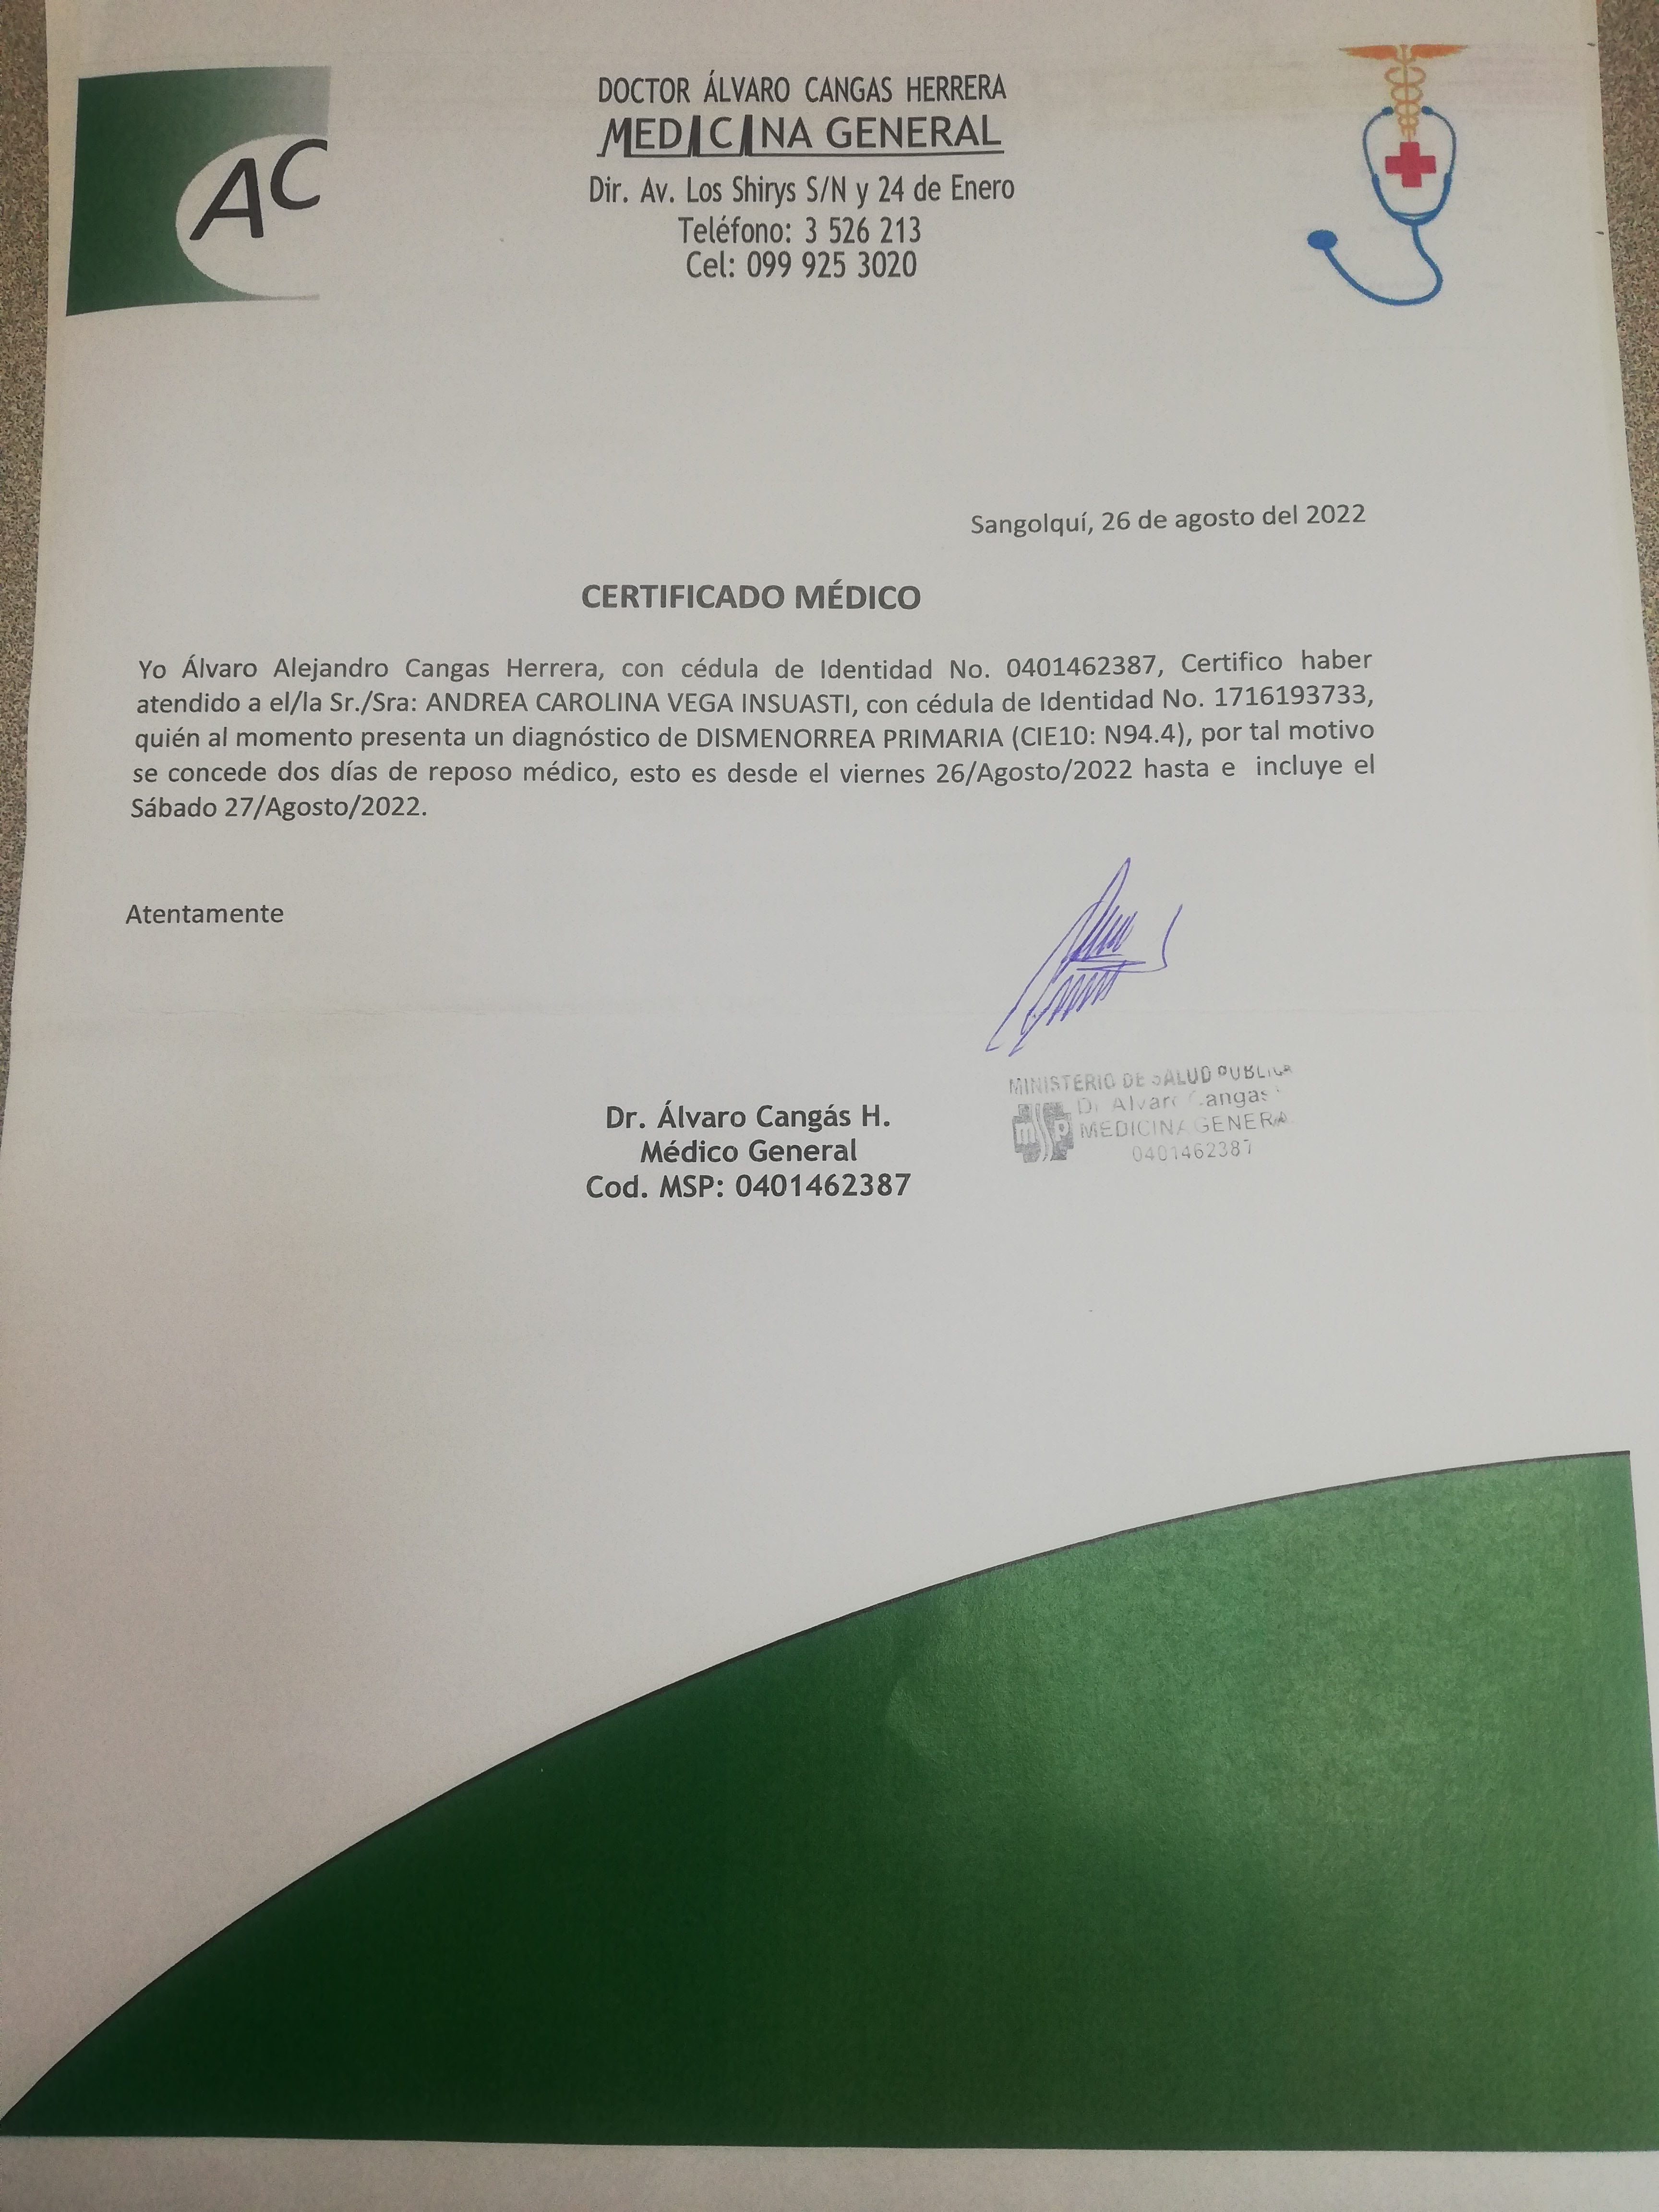 AC
DOCTOR ÁLVARO CANGAS HERRERA
MEDICINA GENERAL
Dir. Av. Los Shirys S/N y 24 de Enero
Teléfono: 3 526 213
Cel: 099 925 3020
Sangolquí, 26 de agosto del 2022
CERTIFICADO MÉDICO
Yo Álvaro Alejandro Cangas Herrera, con cédula de Identidad No. 0401462387, Certifico haber
atendido a el/la Sr./Sra: ANDREA CAROLINA VEGA INSUASTI, con cédula de Identidad No. 1716193733,
quién al momento presenta un diagnóstico de DISMENORREA PRIMARIA (CIE10: N94.4), por tal motivo
se concede dos días de reposo médico, esto es desde el viernes 26/Agosto/2022 hasta e incluye el
Sábado 27/Agosto/2022.
Atentamente
Dr. Álvaro Cangás H.
Médico General
Cod. MSP: 0401462387
MINISTERIO DE SALUD PUBLICA
msp
Dr. Alvaro Cangas
MEDICINA GENERAL
0401462387